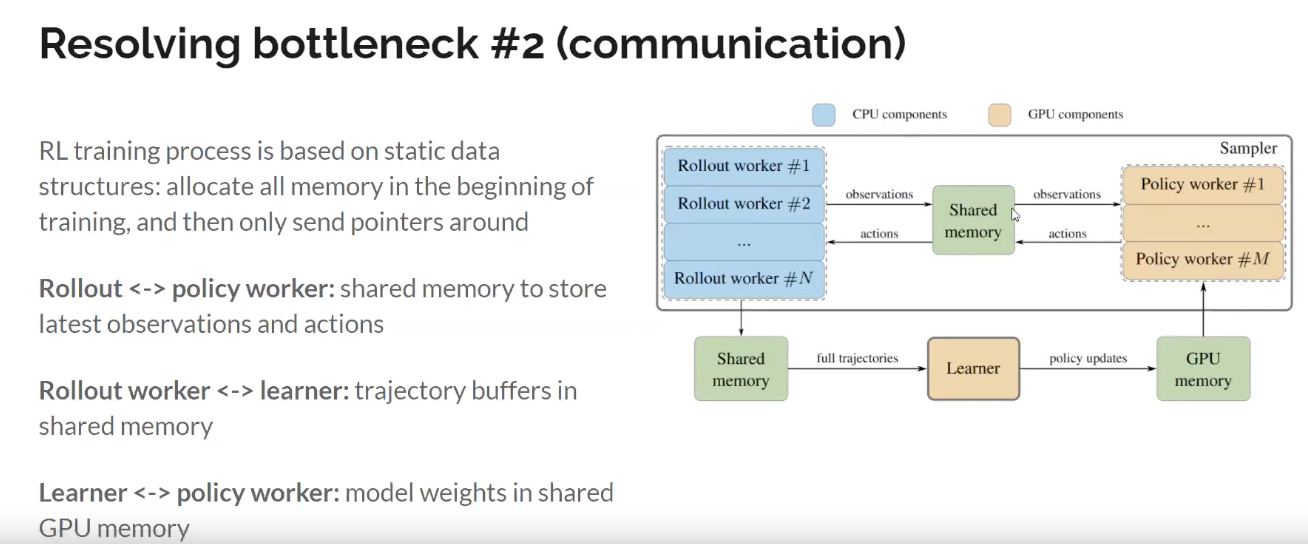 Resolving bottleneck #2 (communication)
RL training process is based on static data
structures: allocate all memory in the beginning of
training, and then only send pointers around
Rollout <-> policy worker: shared memory to store
latest observations and actions
Rollout worker <-> learner: trajectory buffers in
shared memory
Learner <-> policy worker: model weights in shared
GPU memory
CPU components
GPU components
Sampler
Rollout worker #1
Rollout worker #2
...
Rollout worker #N
observations
actions
Shared
memory
observations
actions
Policy worker #1
...
Policy worker #M
Shared
memory
full trajectories
Learner
policy updates
GPU
memory